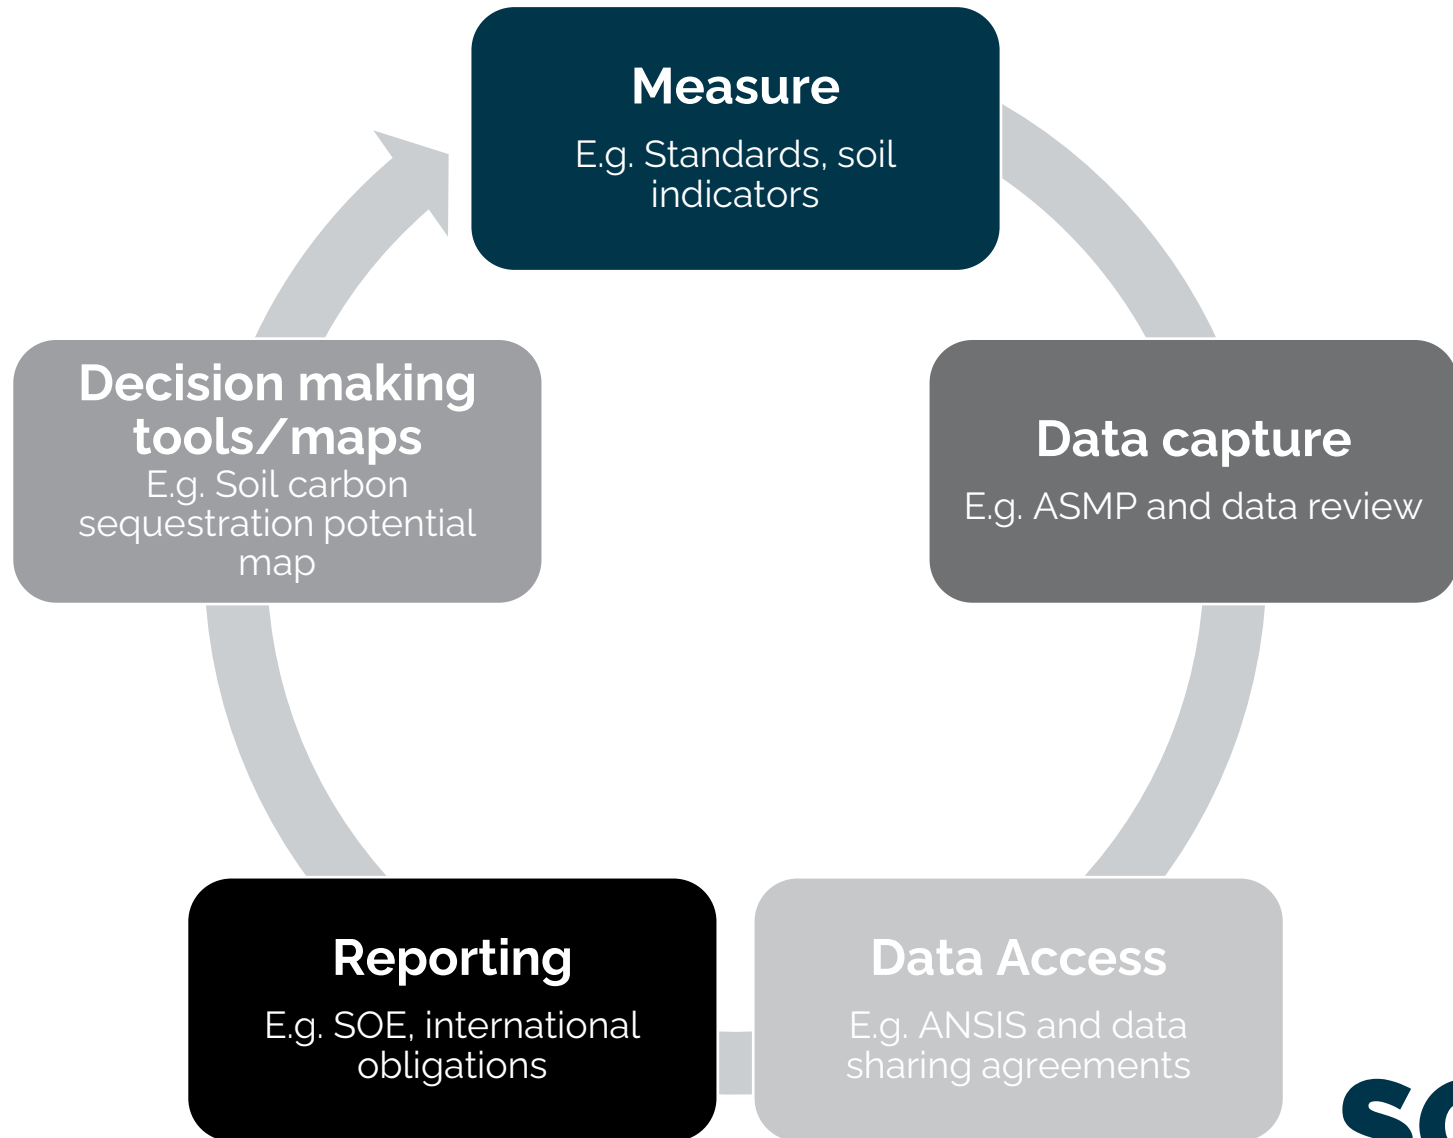 Measure
E.g. Standards, soil
indicators
Data capture
E.g. ASMP and data review
Data Access
E.g. ANSIS and data
sharing agreements
Reporting
E.g. SOE, international
obligations
Decision making
tools/maps
E.g. Soil carbon
sequestration potential
map